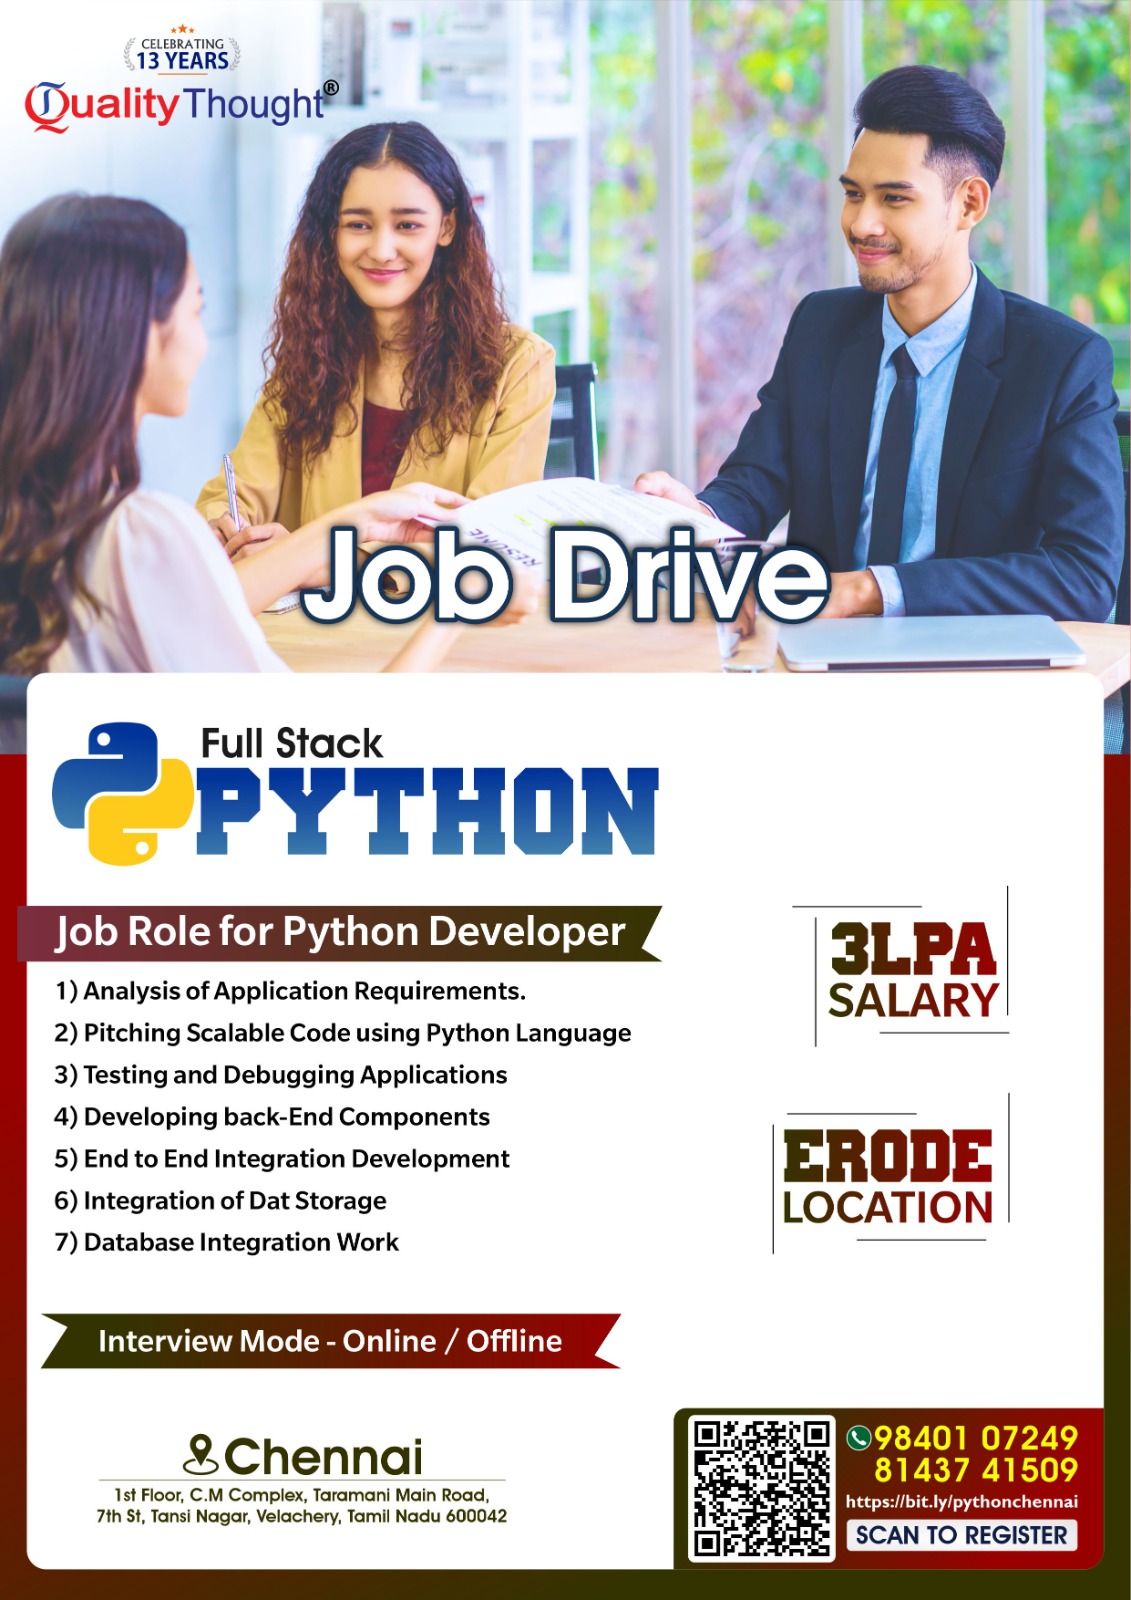 CELEBRATING
13 YEARS
QualityThought®
RESUME
Job Drive
Full Stack
PYTHON
Job Role for Python Developer
1) Analysis of Application Requirements.
2) Pitching Scalable Code using Python Language
3) Testing and Debugging Applications
4) Developing back-End Components
5) End to End Integration Development
6) Integration of Dat Storage
7) Database Integration Work
3LPA
SALARY
ERODE
LOCATION
Interview Mode - Online / Offline
Chennai
1st Floor, C.M Complex, Taramani Main Road,
7th St, Tansi Nagar, Velachery, Tamil Nadu 600042
98401 07249
81437 41509
https://bit.ly/pythonchennai
SCAN TO REGISTER